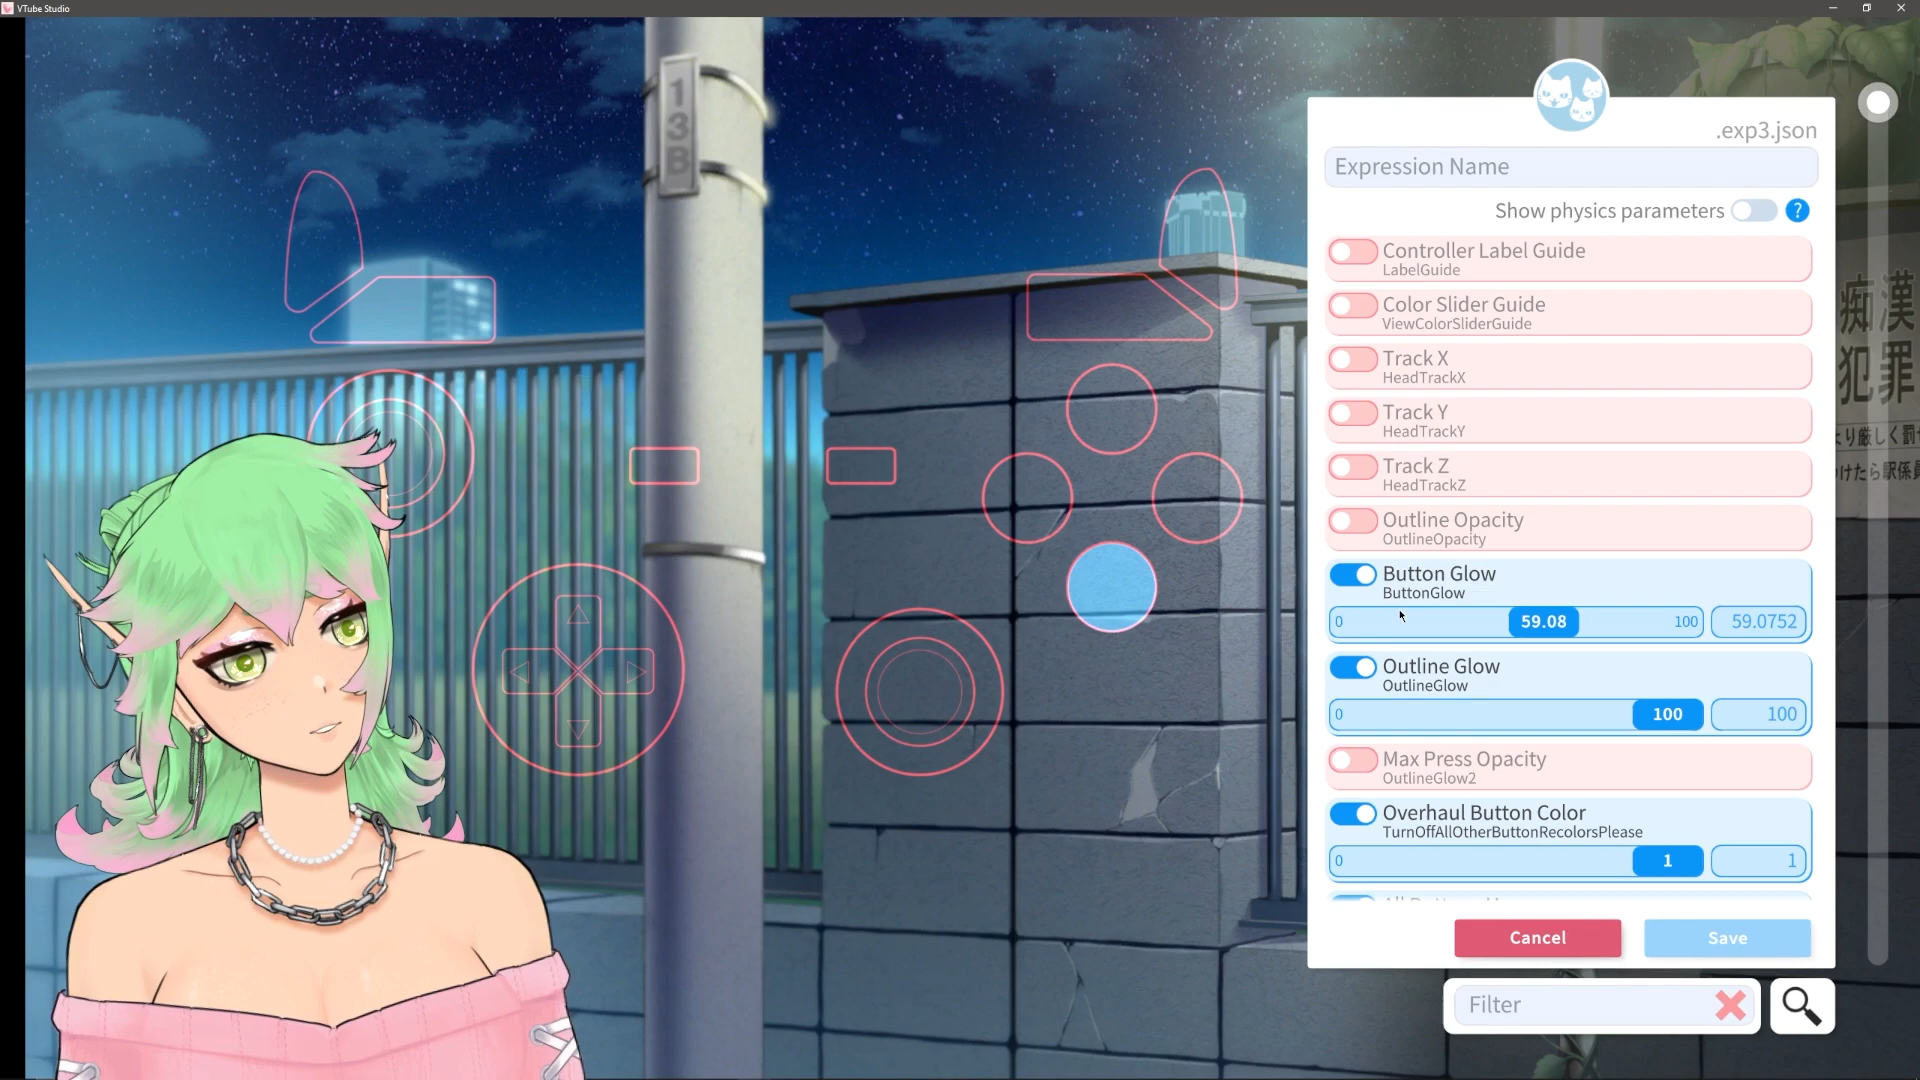 VTube Studio
13B
.exp3.json
Expression Name
Show physics parameters ?
Controller Label Guide
LabelGuide
Color Slider Guide
ViewColorSliderGuide
Track X
HeadTrackX
Track Y
HeadTrackY
Track Z
HeadTrackZ
Outline Opacity
OutlineOpacity
Button Glow
ButtonGlow
0 59.08 100 59.0752
Outline Glow
OutlineGlow
0 100 100
Max Press Opacity
OutlineGlow2
Overhaul Button Color
TurnOffAllOtherButtonRecolorsPlease
0 1 1
Cancel Save
Filter
痴漢
犯罪